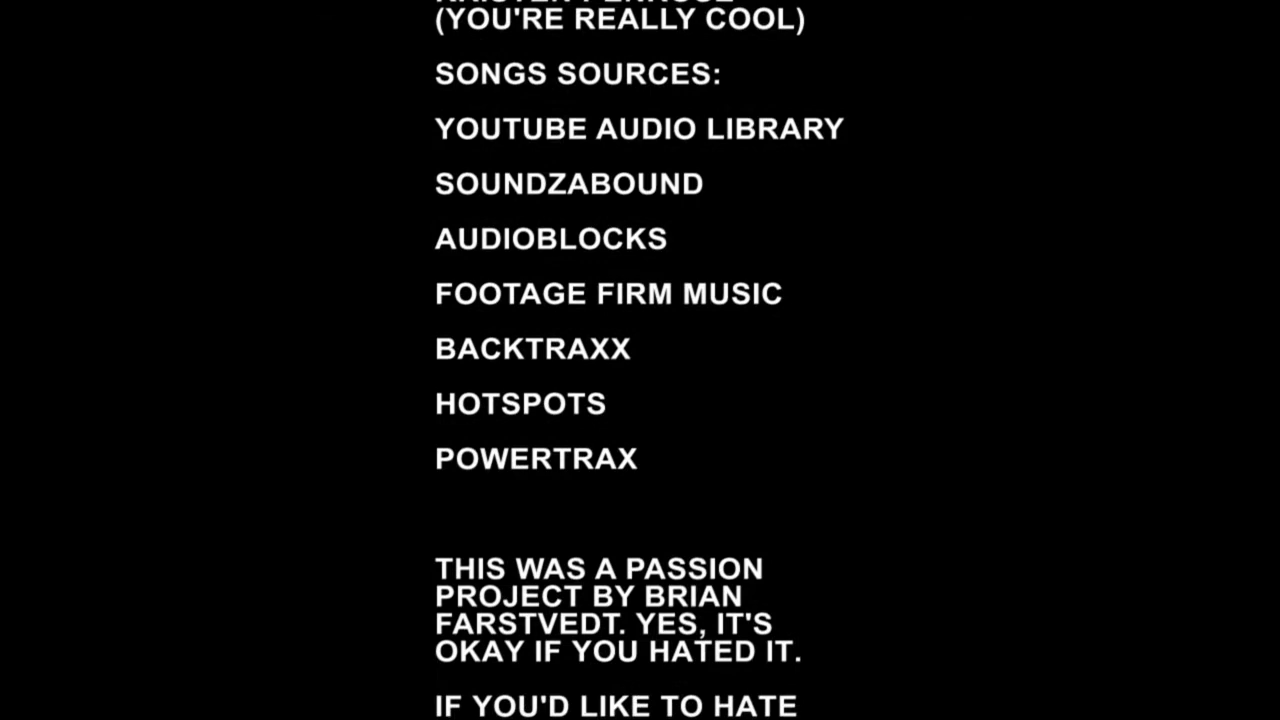 (YOU'RE REALLY COOL)
SONGS SOURCES:
YOUTUBE AUDIO LIBRARY
SOUNDZABOUND
AUDIOBLOCKS
FOOTAGE FIRM MUSIC
BACKTRAXX
HOTSPOTS
POWERTRAX
THIS WAS A PASSION
PROJECT BY BRIAN
FARSTVEDT. YES, IT'S
OKAY IF YOU HATED IT.
IF YOU'D LIKE TO HATE